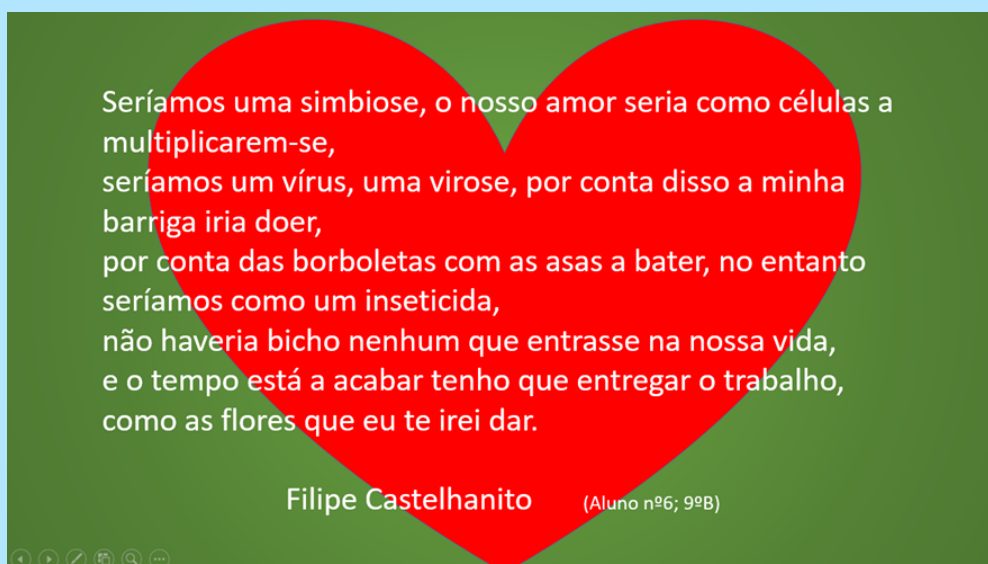 Seríamos uma simbiose, o nosso amor seria como células a
multiplicarem-se,
seríamos um vírus, uma virose, por conta disso a minha
barriga iria doer,
por conta das borboletas com as asas a bater, no entanto
seríamos como um inseticida,
não haveria bicho nenhum que entrasse na nossa vida,
e o tempo está a acabar tenho que entregar o trabalho,
como as flores que eu te irei dar.
Filipe Castelhanito (Aluno nº6; 9ºB)